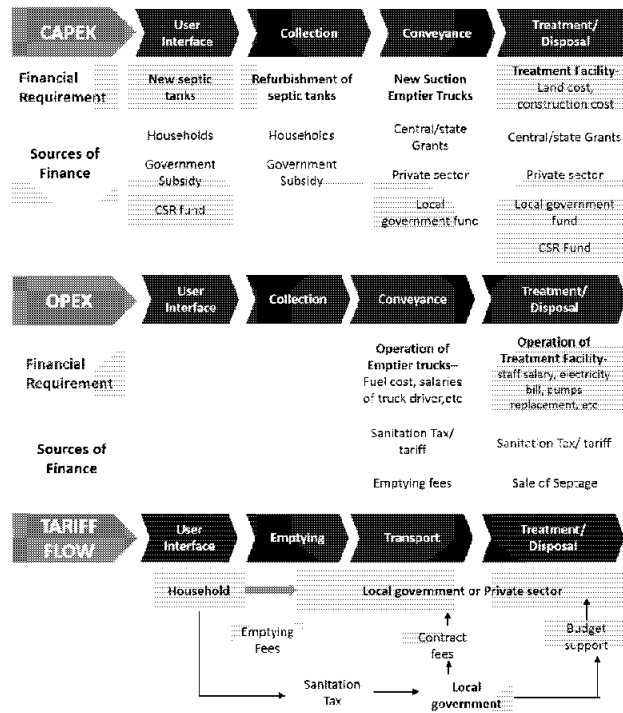 CAPEX
User
Interface
Collection
Conveyance
Treatment/
Disposal
Financial
Requirement
New septic
tanks
Refurbishment of
septic tanks
New Suction
Emptier Trucks
Treatment Facility-
Land cost,
construction cost
Sources of
Finance
Households
Government
Subsidy
CSR fund
Households
Government
Subsidy
Central/state
Grants
Private sector
Local
government func
Central/state Grants
Private sector
Local government
fund
CSR Fund
OPEX
User
Interface
Collection
Conveyance
Treatment/
Disposal
Financial
Requirement
Operation of
Emptier trucks–
Fuel cost, salaries
of truck driver,etc
Operation of
Treatment Facility-
staff salary, electricity
bill, pumps
replacement, etc
Sources of
Finance
Sanitation Tax/
tariff
Emptying fees
Sanitation Tax/ tariff
Sale of Septage
TARIFF
FLOW
User
Interface
Emptying
Transport
Treatment/
Disposal
Household
Local government or Private sector
Emptying
Fees
Contract
fees
Budget
support
Sanitation
Tax
Local
government